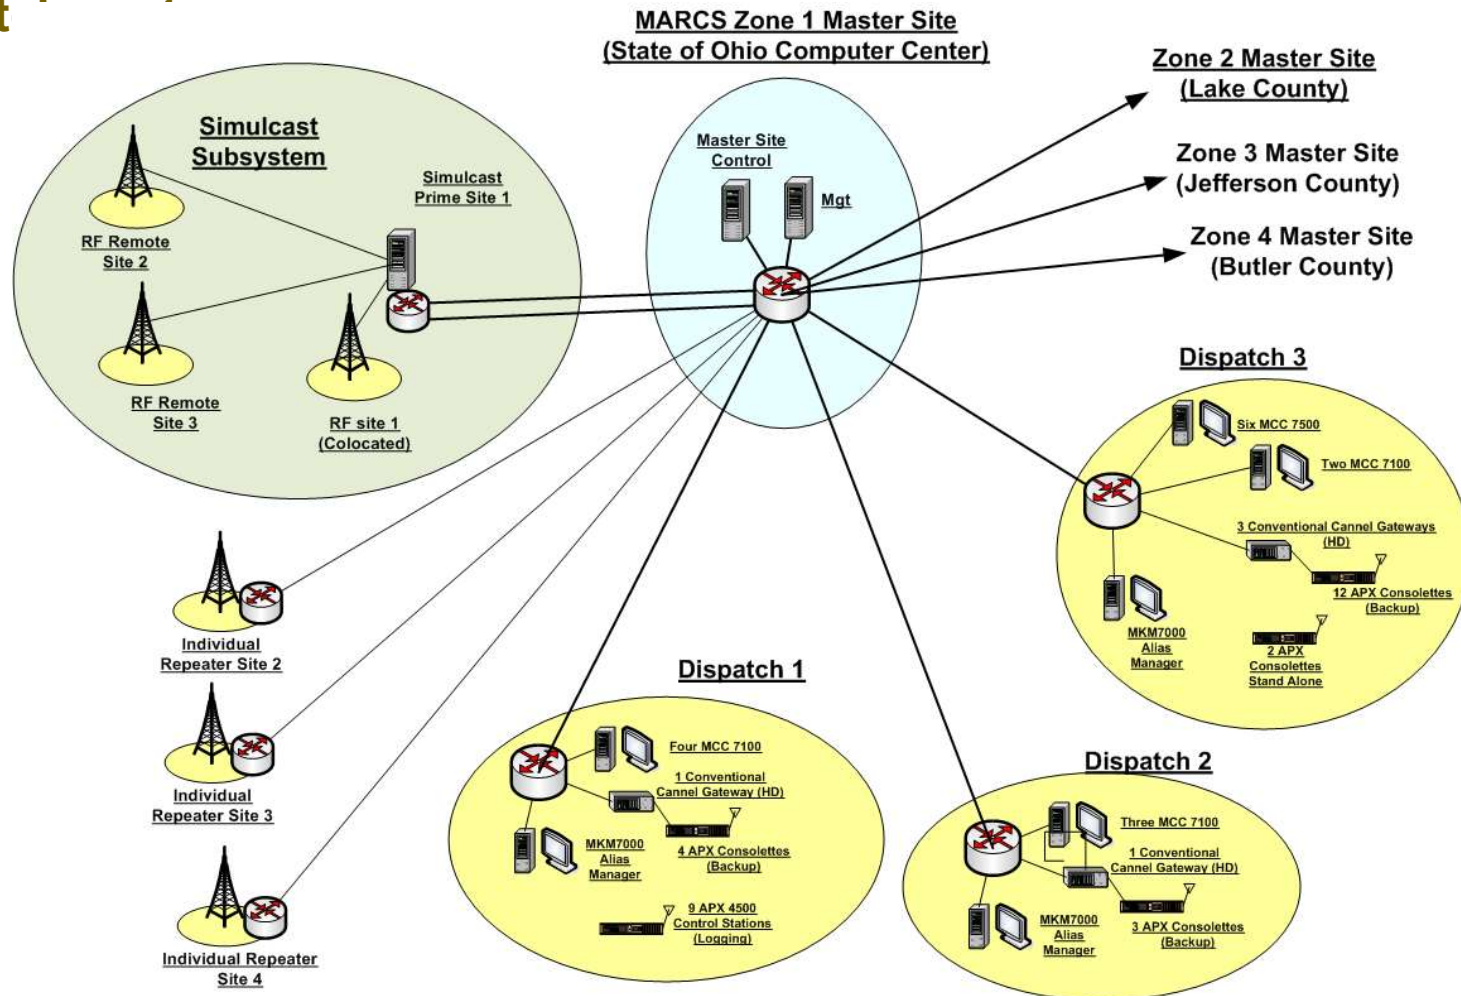 MARCS Zone 1 Master Site
(State of Ohio Computer Center)
Zone 2 Master Site
(Lake County)
Zone 3 Master Site
(Jefferson County)
Zone 4 Master Site
(Butler County)
Simulcast
Subsystem
Simulcast
Prime Site 1
RF Remote
Site 2
RF Remote
Site 3
RF site 1
(Colocated)
Master Site
Control
Mgt
Individual
Repeater Site 2
Individual
Repeater Site 3
Individual Repeater
Site 4
Dispatch 3
Six MCC 7500
Two MCC 7100
3 Conventional Cannel Gateways
(HD)
12 APX Consolettes
(Backup)
MKM7000
Alias
Manager
2 APX
Consolettes
Stand Alone
Dispatch 1
Four MCC 7100
1 Conventional
Cannel Gateway (HD)
MKM7000
Alias
Manager
4 APX Consolettes
(Backup)
9 APX 4500
Control Stations
(Logging)
Dispatch 2
Three MCC 7100
1 Conventional
Cannel Gateway (HD)
MKM7000
Alias
Manager
3 APX Consolettes
(Backup)